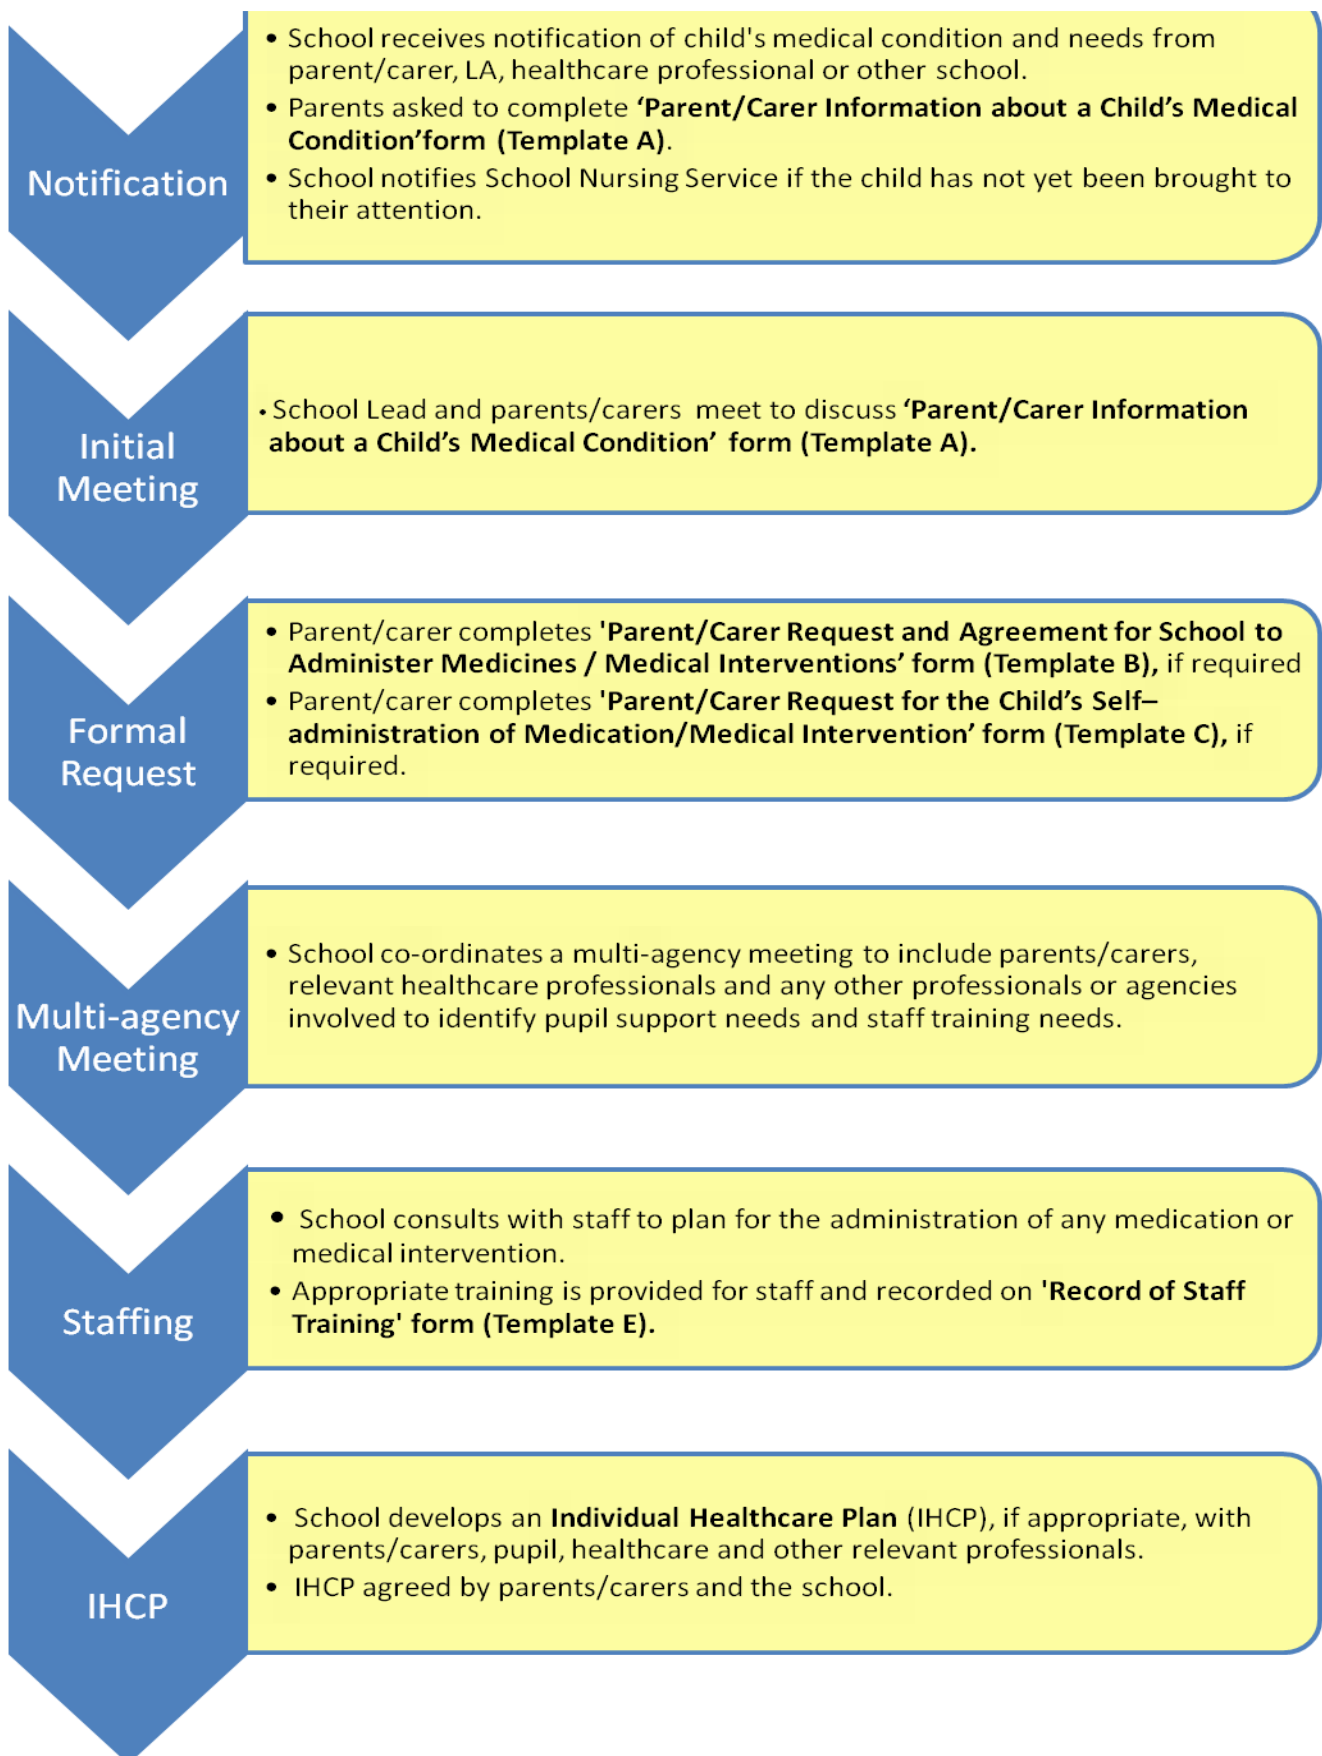 Notification
• School receives notification of child's medical condition and needs from
parent/carer, LA, healthcare professional or other school.
• Parents asked to complete ‘Parent/Carer Information about a Child’s Medical
Condition’form (Template A).
• School notifies School Nursing Service if the child has not yet been brought to
their attention.
Initial
Meeting
• School Lead and parents/carers meet to discuss ‘Parent/Carer Information
about a Child’s Medical Condition’ form (Template A).
Formal
Request
• Parent/carer completes 'Parent/Carer Request and Agreement for School to
Administer Medicines / Medical Interventions’ form (Template B), if required
• Parent/carer completes 'Parent/Carer Request for the Child’s Self–
administration of Medication/Medical Intervention’ form (Template C), if
required.
Multi-agency
Meeting
• School co-ordinates a multi-agency meeting to include parents/carers,
relevant healthcare professionals and any other professionals or agencies
involved to identify pupil support needs and staff training needs.
Staffing
• School consults with staff to plan for the administration of any medication or
medical intervention.
• Appropriate training is provided for staff and recorded on 'Record of Staff
Training' form (Template E).
IHCP
• School develops an Individual Healthcare Plan (IHCP), if appropriate, with
parents/carers, pupil, healthcare and other relevant professionals.
• IHCP agreed by parents/carers and the school.